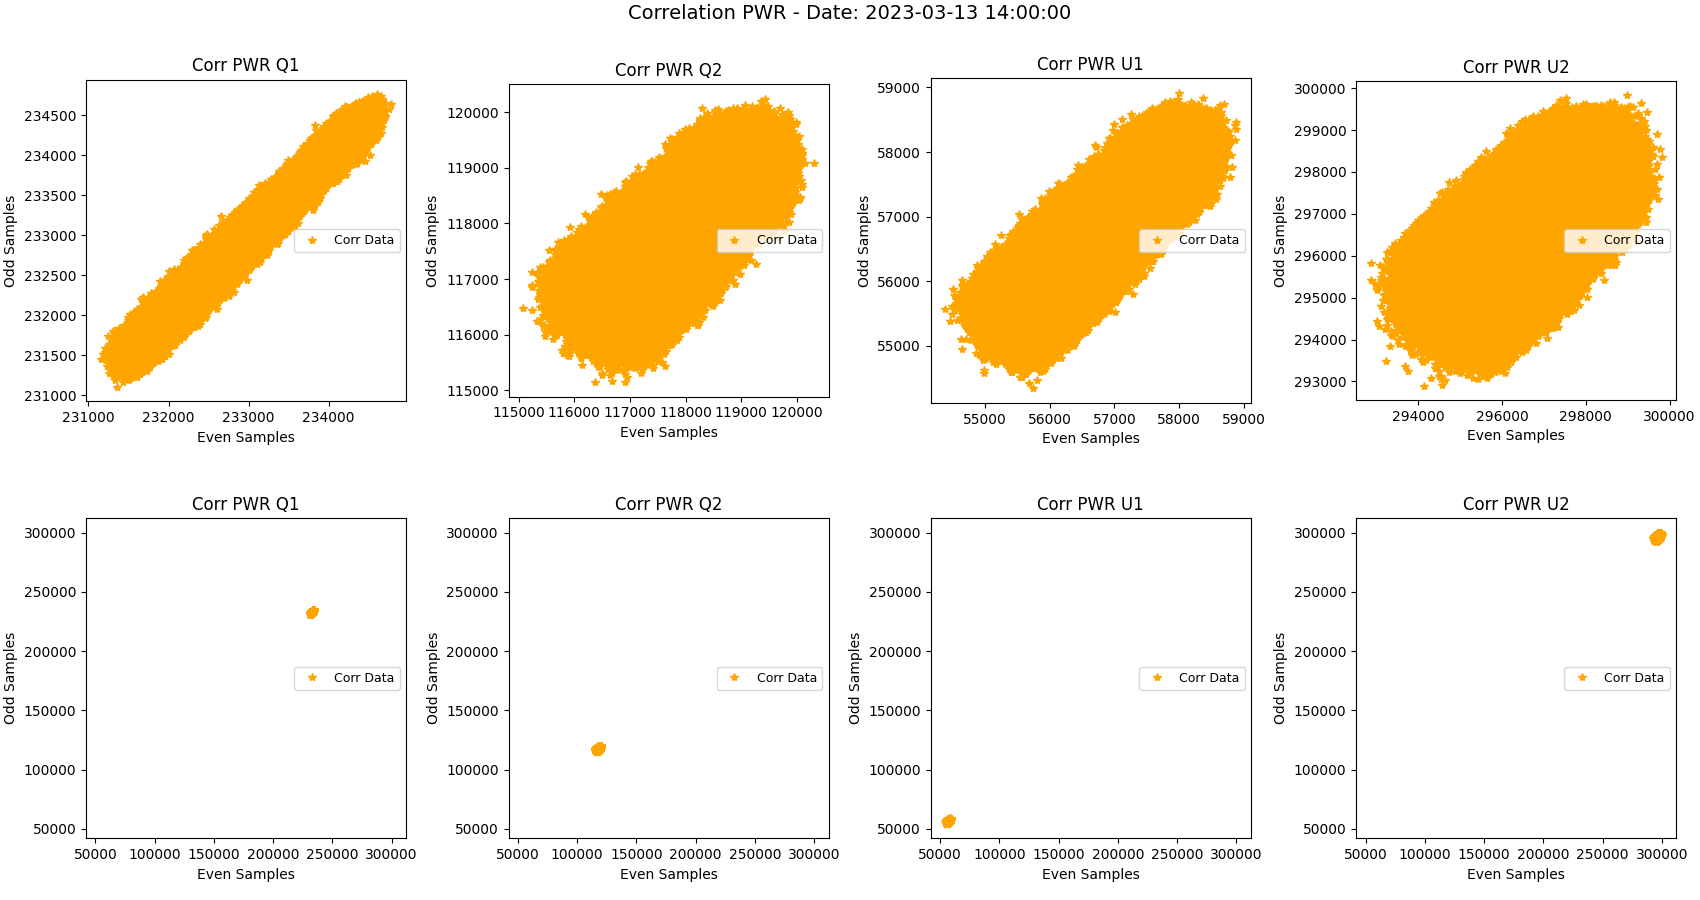 Correlation PWR - Date: 2023-03-13 14:00:00
Corr PWR Q1
Odd Samples
234500
234000
233500
233000
232500
232000
231500
231000
Corr Data
231000 232000 233000 234000
Even Samples
Corr PWR Q2
Odd Samples
120000
119000
118000
117000
116000
115000
Corr Data
115000 116000 117000 118000 119000 120000
Even Samples
Corr PWR U1
Odd Samples
59000
58000
57000
56000
55000
Corr Data
55000 56000 57000 58000 59000
Even Samples
Corr PWR U2
Odd Samples
300000
299000
298000
297000
296000
295000
294000
293000
Corr Data
294000 296000 298000 300000
Even Samples
Corr PWR Q1
Odd Samples
300000
250000
200000
150000
100000
50000
Corr Data
50000 100000 150000 200000 250000 300000
Even Samples
Corr PWR Q2
Odd Samples
300000
250000
200000
150000
100000
50000
Corr Data
50000 100000 150000 200000 250000 300000
Even Samples
Corr PWR U1
Odd Samples
300000
250000
200000
150000
100000
50000
Corr Data
50000 100000 150000 200000 250000 300000
Even Samples
Corr PWR U2
Odd Samples
300000
250000
200000
150000
100000
50000
Corr Data
50000 100000 150000 200000 250000 300000
Even Samples